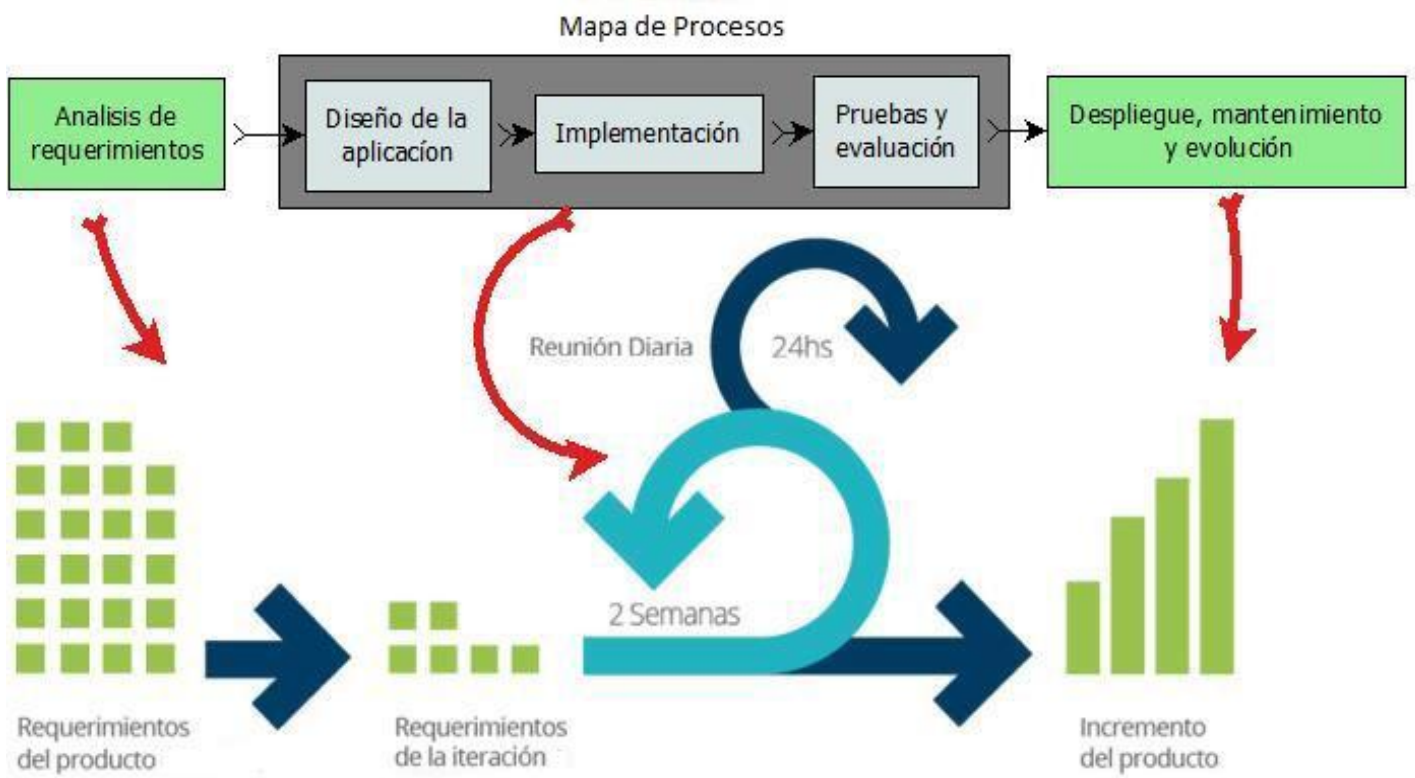 Mapa de Procesos
Analisis de
requerimientos
Diseño de la
aplicacíon
Implementación
Pruebas y
evaluación
Despliegue, mantenimiento
y evolución
Reunión Diaria
24hs
2 Semanas
Requerimientos
del producto
Requerimientos
de la iteración
Incremento
del producto